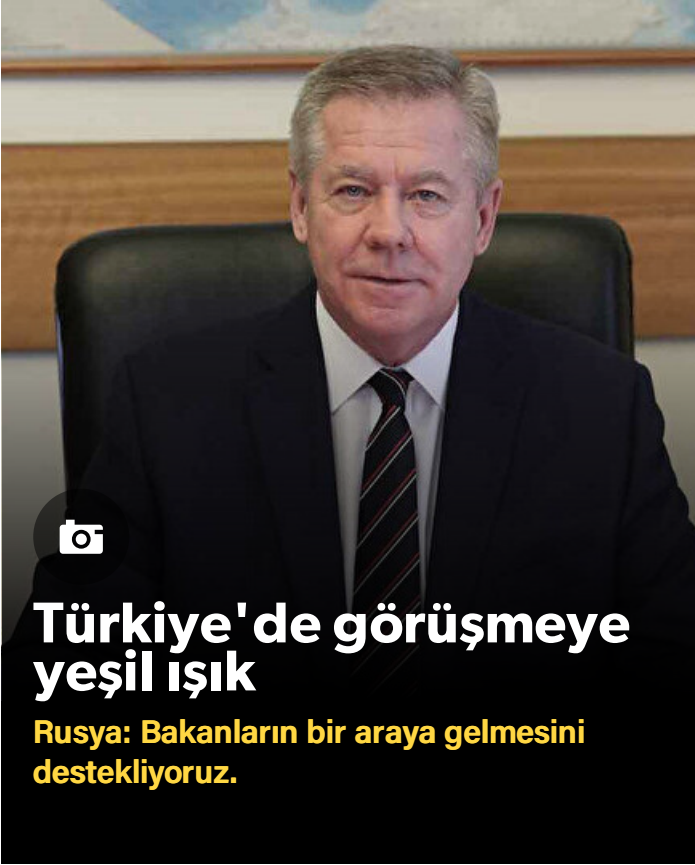 Türkiye'de görüşmeye
yeşil ışık
Rusya: Bakanların bir araya gelmesini
destekliyoruz.